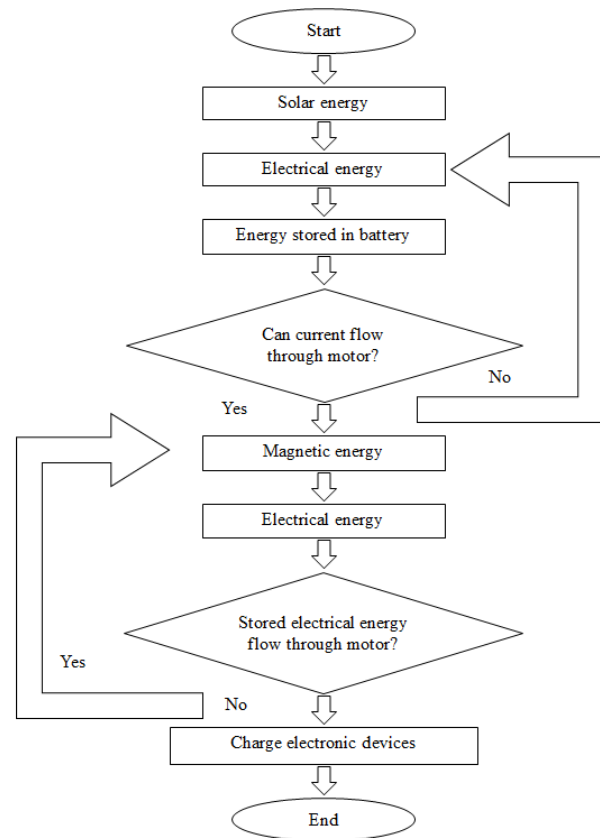 Start
Solar energy
Electrical energy
Energy stored in battery
Can current flow
through motor?
No
Yes
Magnetic energy
Electrical energy
Stored electrical energy
flow through motor?
Yes
No
Charge electronic devices
End